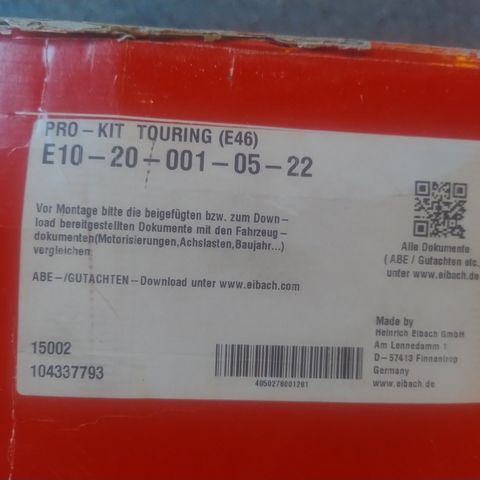 PRO-KIT TOURING (E46)
E10-20-001-05-22
Vor Montage bitte die beigefügten bzw. zum Down-
load bereitgestellten Dokumente mit den Fahrzeug-
dokumenten(Motorisierungen,Achslasten,Baujahr...)
vergleichen
ABE-/GUTACHTEN-Download unter www.eibach.com
Alle Dokumente
( ABE / Gutachten etc.
unter www.eibach.de
Made by
Heinrich Eibach GmbH
Am Lennedamm 1
D-57413 Finnentrop
Germany
www.eibach.de
15002
104337793
4050276001281